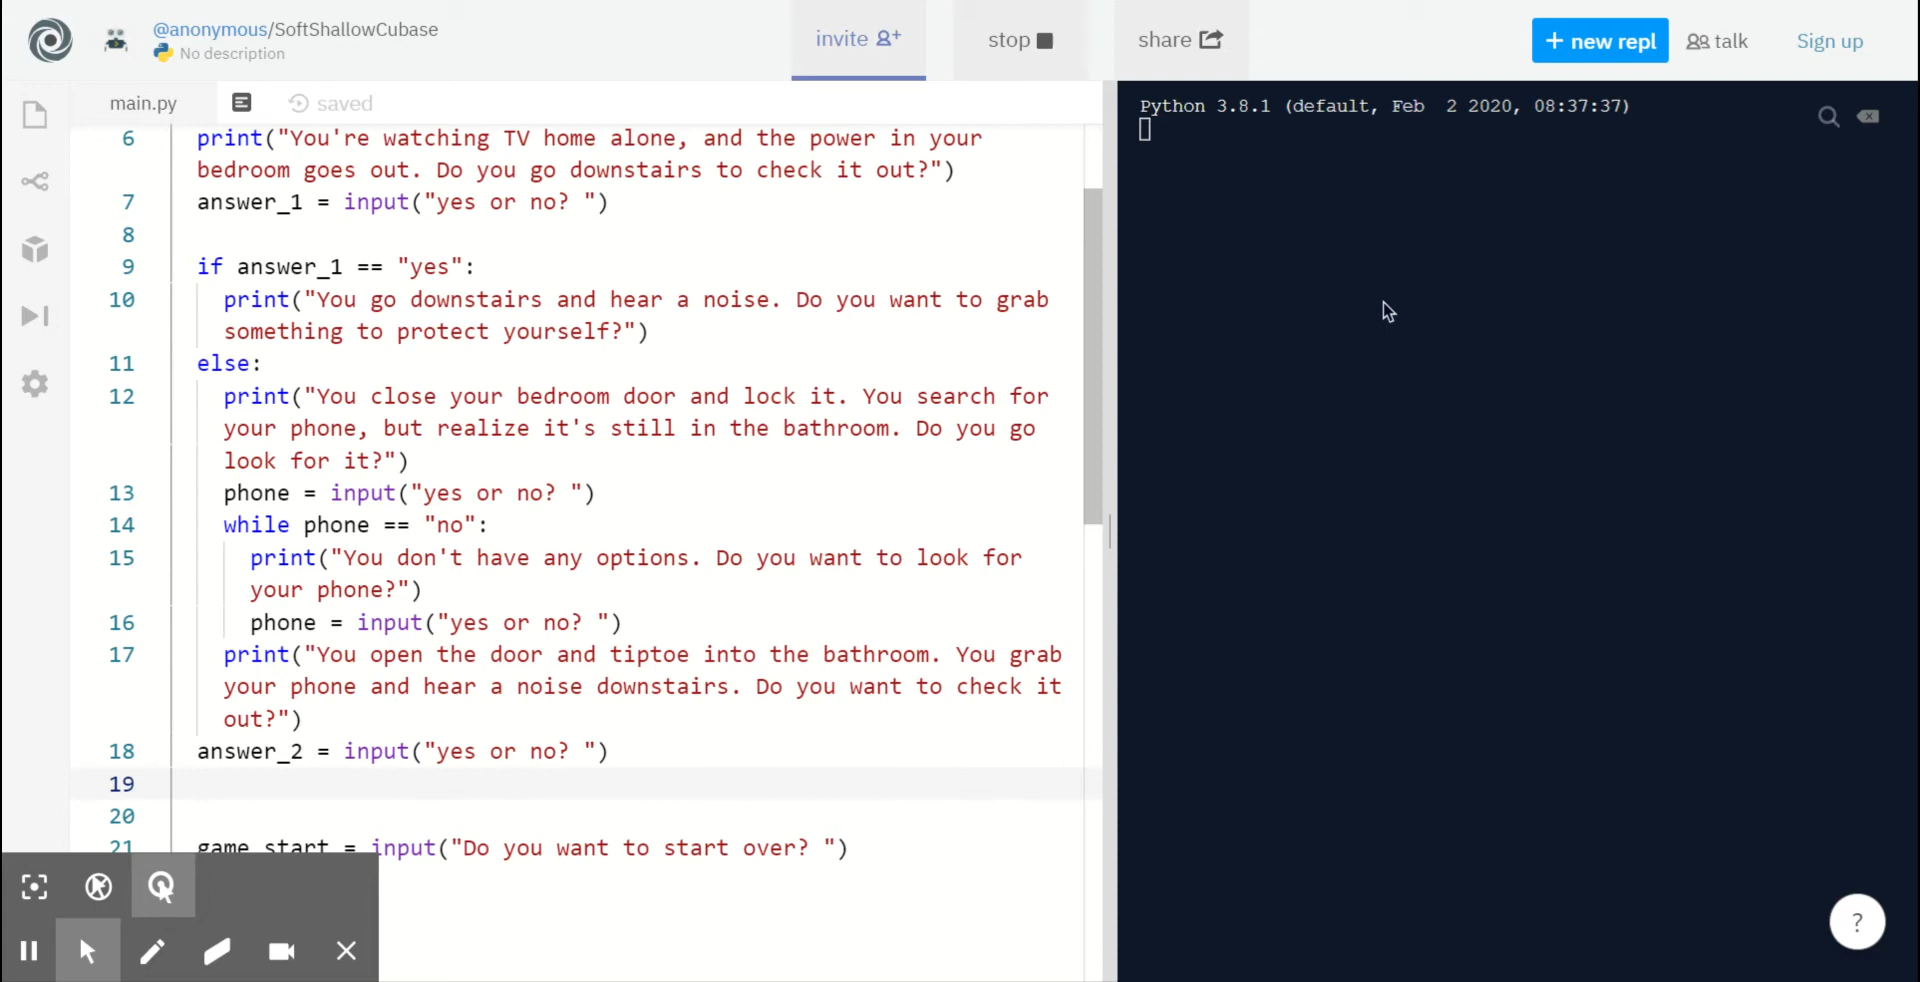 @anonymous/SoftShallowCubase
No description
invite
stop
share
+ new repl
talk
Sign up
main.py
saved
6 print("You're watching TV home alone, and the power in your
bedroom goes out. Do you go downstairs to check it out?")
7 answer_1 = input("yes or no? ")
8
9 if answer_1 == "yes":
10 print("You go downstairs and hear a noise. Do you want to grab
something to protect yourself?")
11 else:
12 print("You close your bedroom door and lock it. You search for
your phone, but realize it's still in the bathroom. Do you go
look for it?")
13 phone = input("yes or no? ")
14 while phone == "no":
15 print("You don't have any options. Do you want to look for
your phone?")
16 phone = input("yes or no? ")
17 print("You open the door and tiptoe into the bathroom. You grab
your phone and hear a noise downstairs. Do you want to check it
out?")
18 answer_2 = input("yes or no? ")
19
20
21 game_start = input("Do you want to start over? ")
Python 3.8.1 (default, Feb  2 2020, 08:37:37)
?